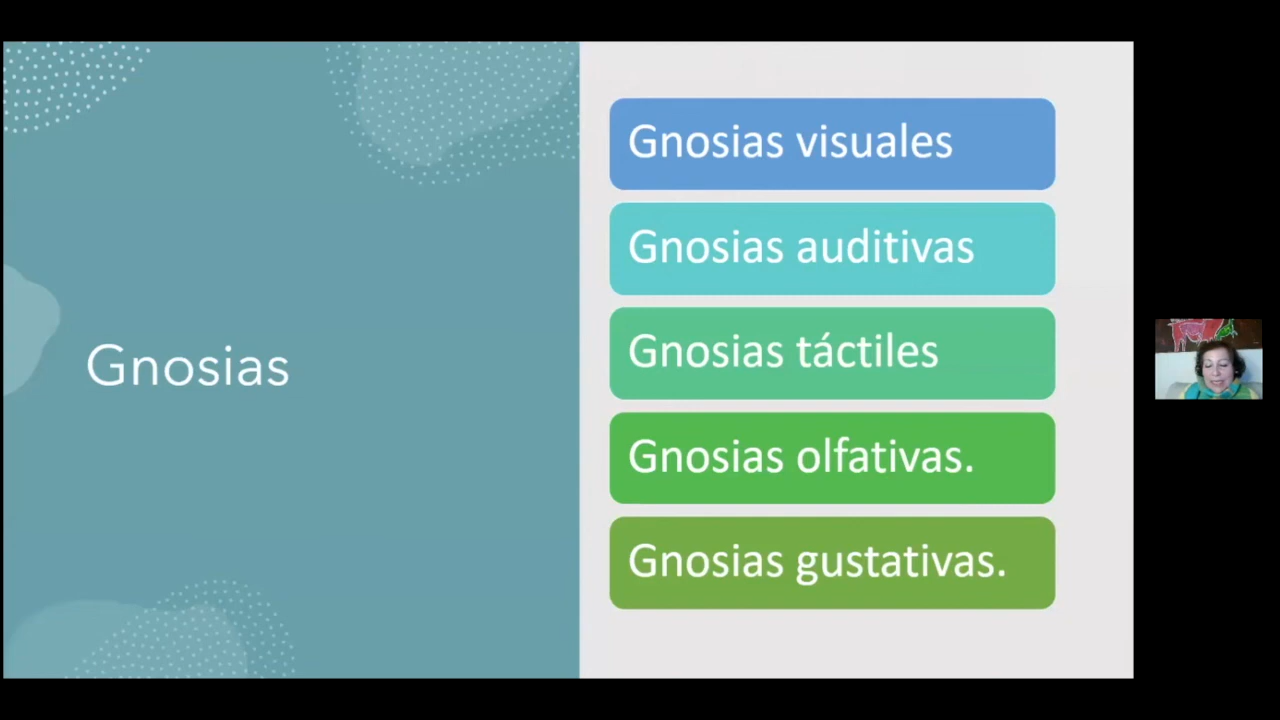 Gnosias
Gnosias visuales
Gnosias auditivas
Gnosias táctiles
Gnosias olfativas.
Gnosias gustativas.